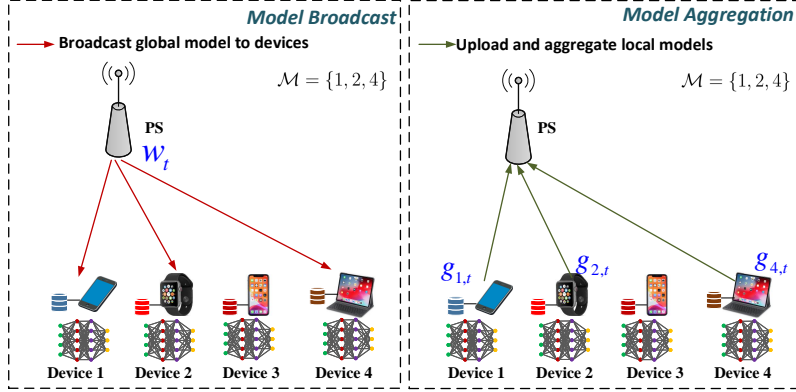 Model Broadcast
Broadcast global model to devices
$\mathcal{M} = \{1, 2, 4\}$
PS
$w_t$
Device 1 Device 2 Device 3 Device 4
Model Aggregation
Upload and aggregate local models
$\mathcal{M} = \{1, 2, 4\}$
PS
$g_{1,t}$ $g_{2,t}$ $g_{4,t}$
Device 1 Device 2 Device 3 Device 4